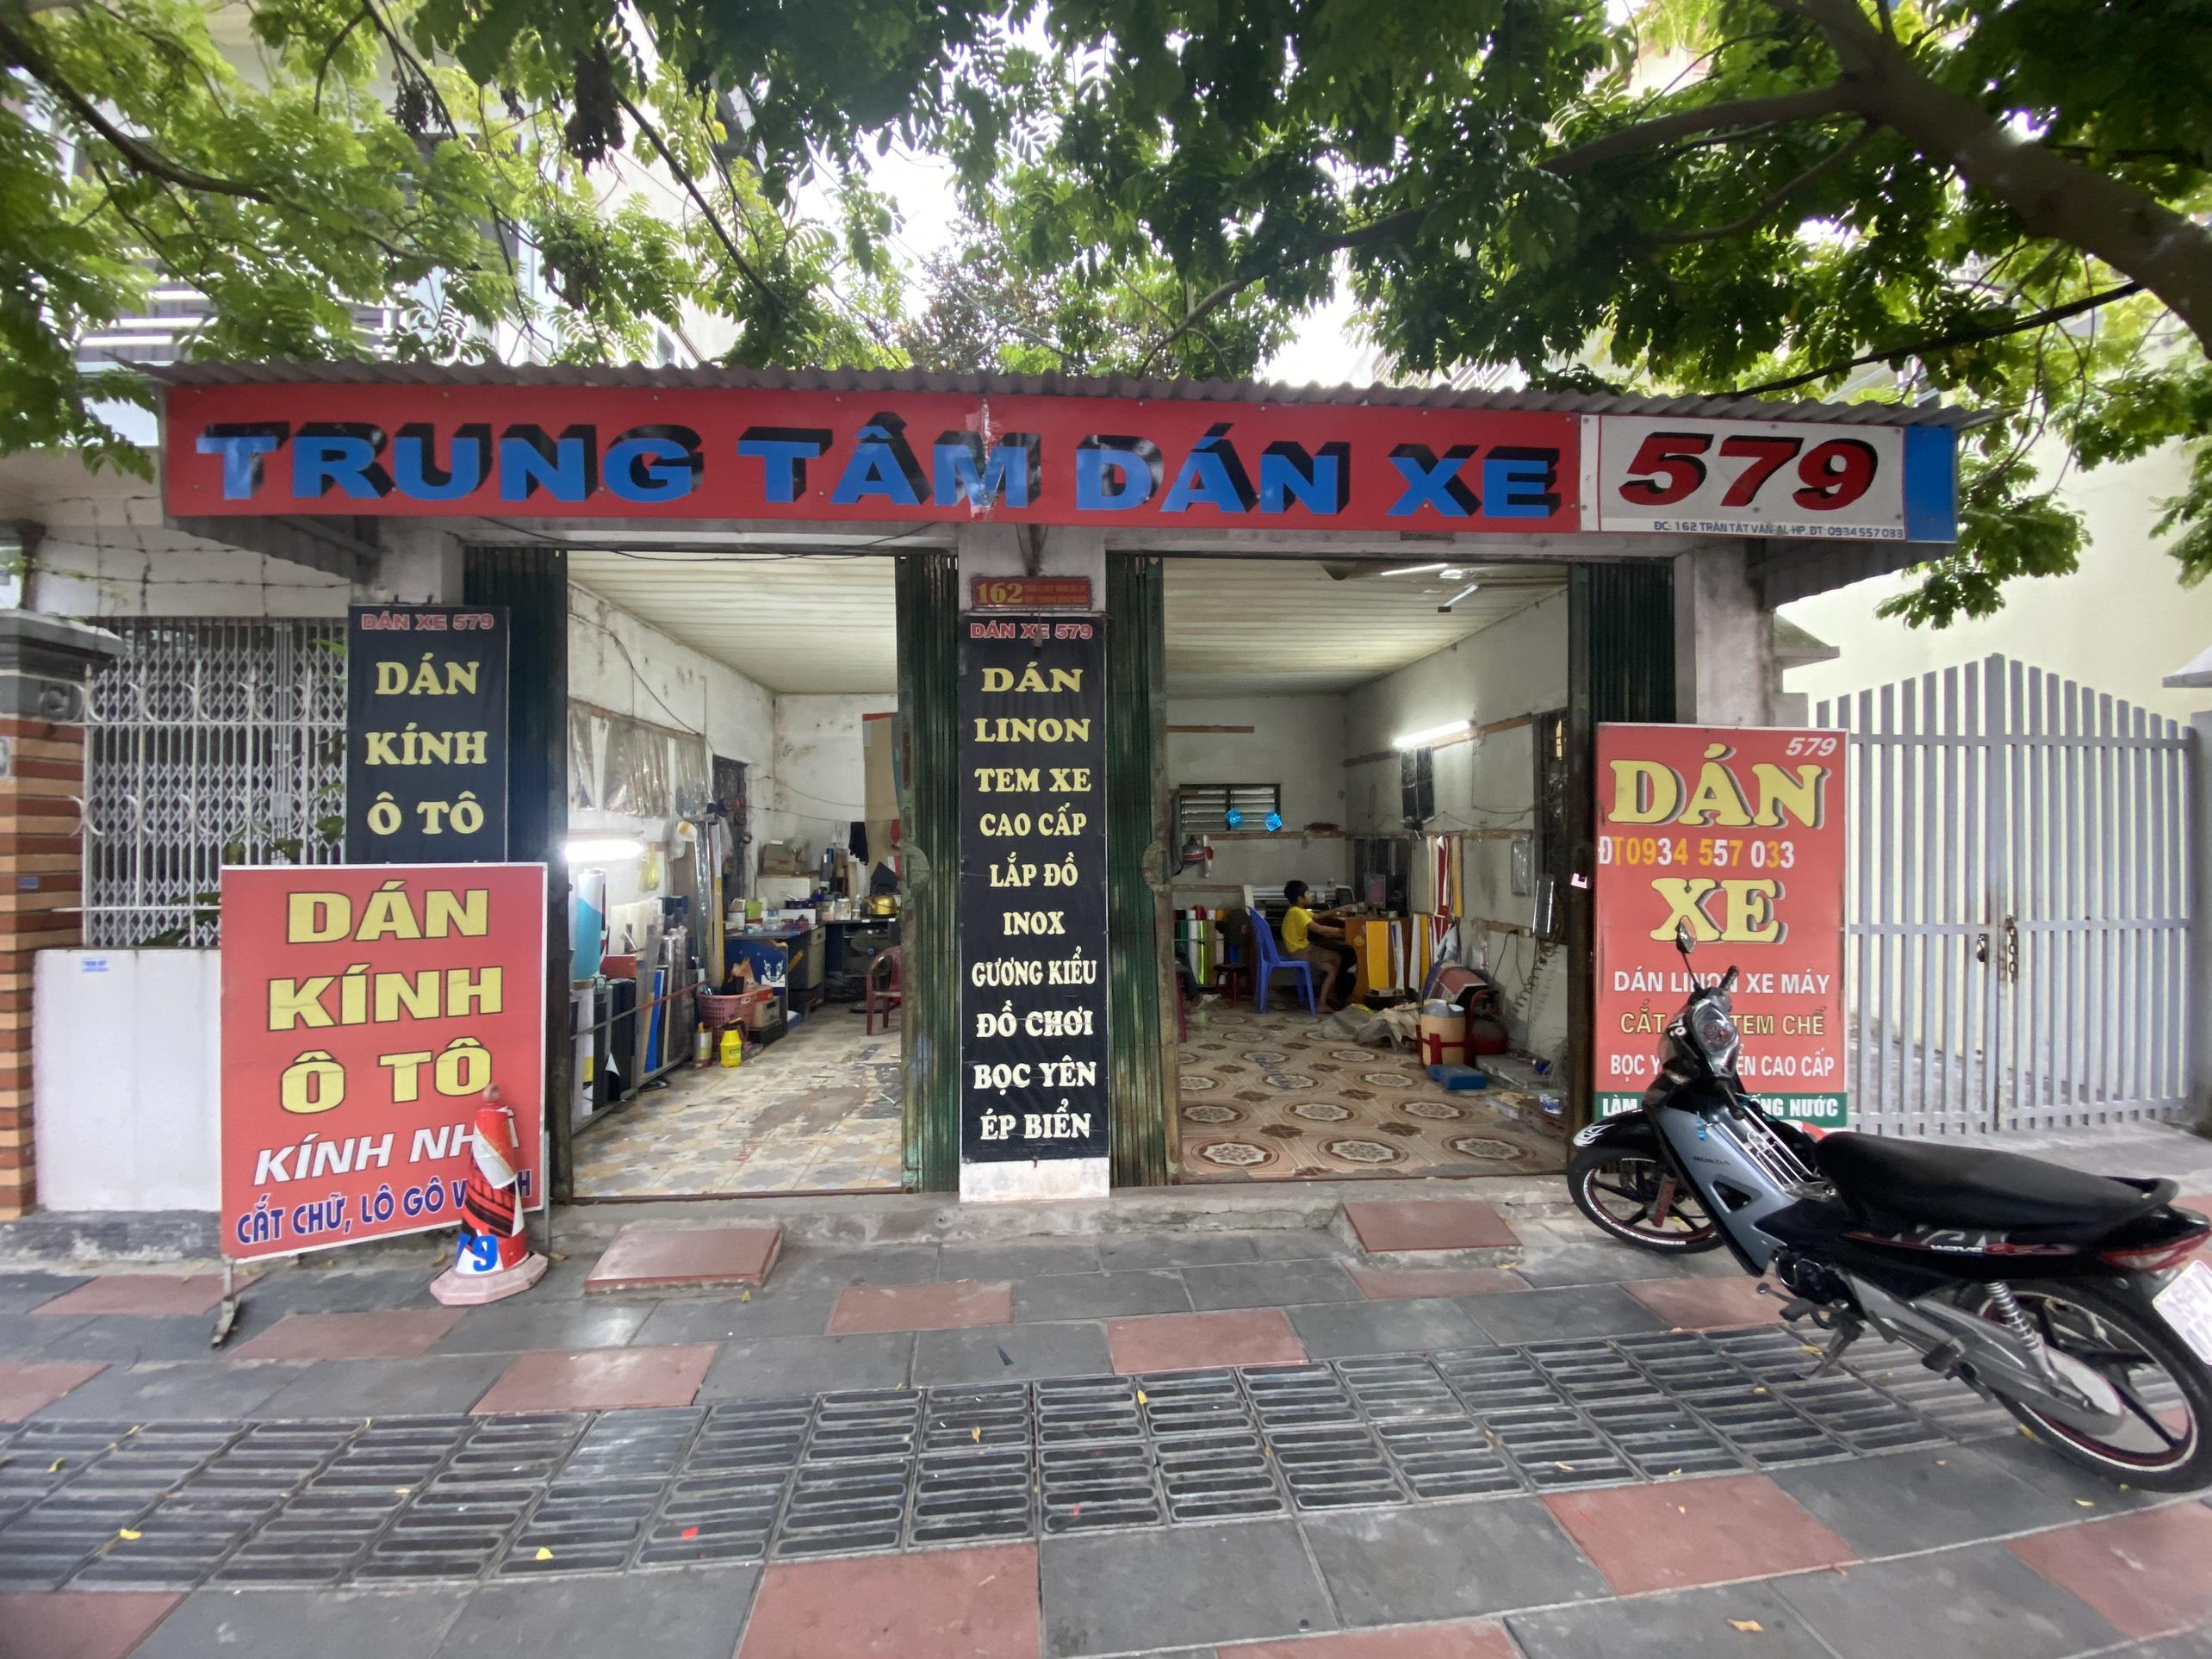 TRUNG TÂM DÁN XE
579
ĐC: 162 TRẦN TẤT VĂN-AL-HP. ĐT: 0934 557 033
162
DÁN XE 579
DÁN
KÍNH
Ô TÔ
DÁN
KÍNH
Ô TÔ
KÍNH
CẮT CHỮ, LÔ GÔ
DÁN XE 579
DÁN
LINON
TEM XE
CAO CẤP
LẮP ĐỒ
INOX
GƯƠNG KIỂU
ĐỒ CHƠI
BỌC YÊN
ÉP BIỂN
579
DÁN
ĐT0934 557 033
XE
DÁN LINON XE MÁY
CẮT TEM CHẾ
BỌC CAO CẤP
LÀM NƯỚC
HONDA